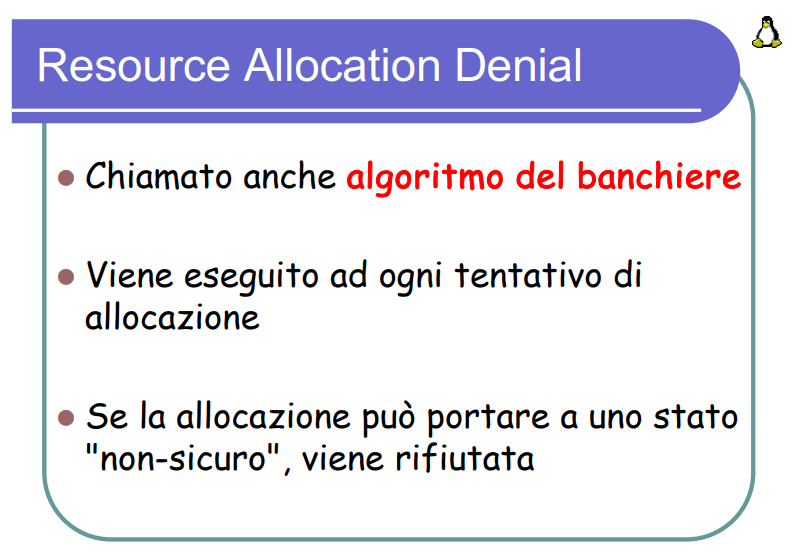 Resource Allocation Denial
Chiamato anche algoritmo del banchiere
Viene eseguito ad ogni tentativo di
allocazione
Se la allocazione può portare a uno stato
"non-sicuro", viene rifiutata